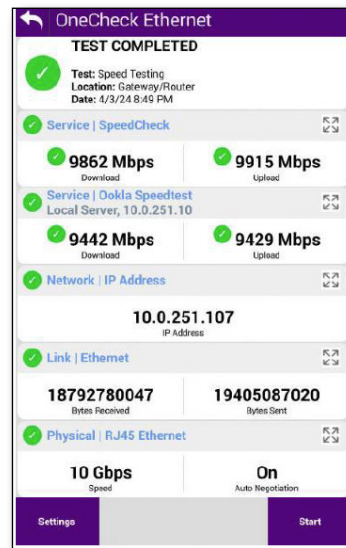 OneCheck Ethernet
TEST COMPLETED
Test: Speed Testing
Location: Gateway/Router
Date: 4/3/24 8:49 PM
Service | SpeedCheck
9862 Mbps
Download
9915 Mbps
Upload
Service | Ookla Speedtest
Local Server, 10.0.251.10
9442 Mbps
Download
9429 Mbps
Upload
Network | IP Address
10.0.251.107
IP Address
Link | Ethernet
18792780047
Bytes Received
19405087020
Bytes Sent
Physical | RJ45 Ethernet
10 Gbps
Speed
On
Auto Negotiation
Settings
Start